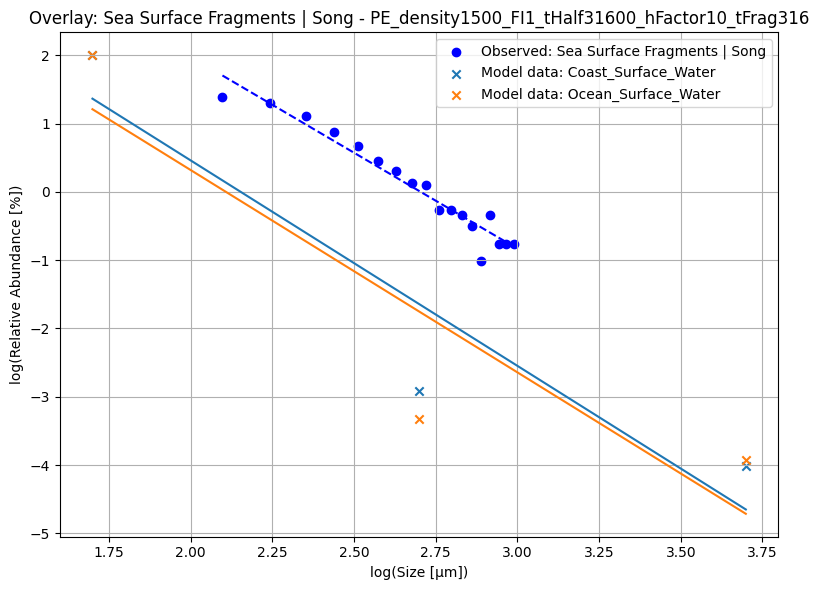 Overlay: Sea Surface Fragments | Song - PE_density1500_FI1_tHalf31600_hFactor10_tFrag316
Observed: Sea Surface Fragments | Song
Model data: Coast_Surface_Water
Model data: Ocean_Surface_Water
log(Relative Abundance [%])
2
1
0
−1
−2
−3
−4
−5
1.75 2.00 2.25 2.50 2.75 3.00 3.25 3.50 3.75
log(Size [μm])